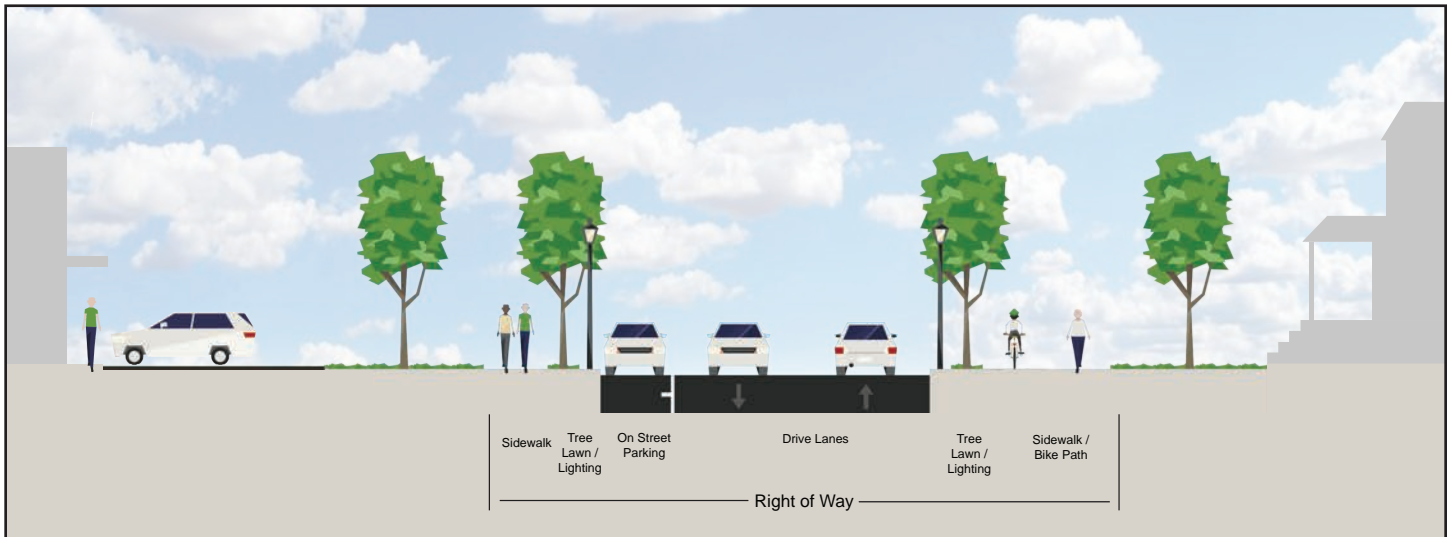 Sidewalk
Tree
Lawn /
Lighting
On Street
Parking
Drive Lanes
Tree
Lawn /
Lighting
Sidewalk /
Bike Path
Right of Way